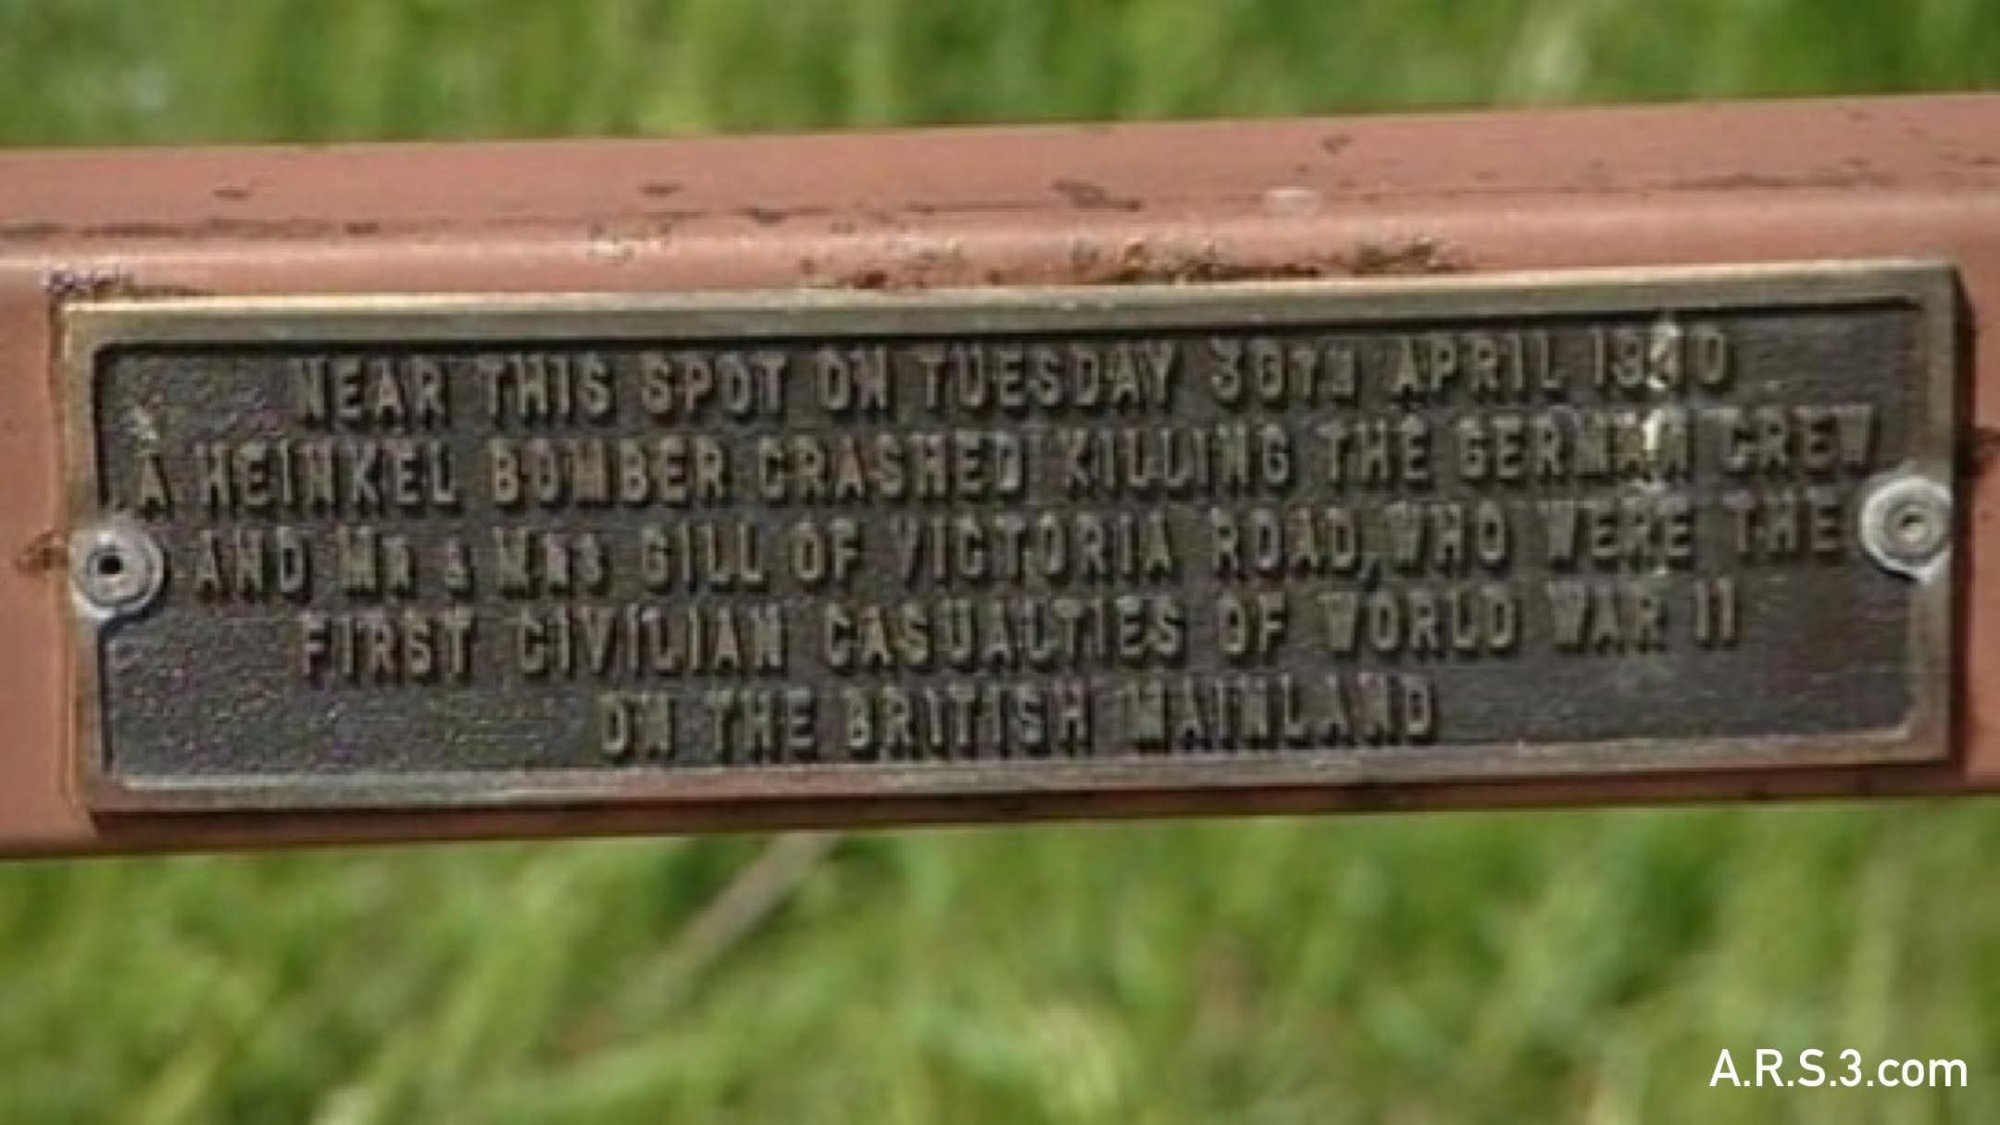 NEAR THIS SPOT ON TUESDAY 30TH APRIL 1940
A HEINKEL BOMBER CRASHED KILLING THE GERMAN CREW
AND MR & MRS GILL OF VICTORIA ROAD, WHO WERE THE
FIRST CIVILIAN CASUALTIES OF WORLD WAR II
ON THE BRITISH MAINLAND
A.R.S.3.com